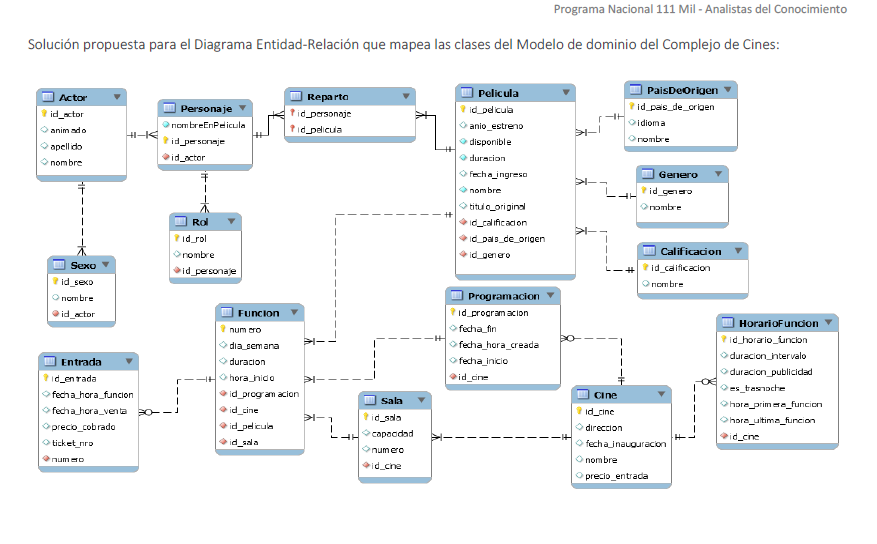 Programa Nacional 111 Mil - Analistas del Conocimiento
Solución propuesta para el Diagrama Entidad-Relación que mapea las clases del Modelo de dominio del Complejo de Cines:
Actor
id_actor
animado
apellido
nombre
Personaje
nombreEnPelicula
id_personaje
id_actor
Reparto
id_personaje
id_pelicula
Pelicula
id_pelicula
anio_estreno
disponible
duracion
fecha_ingreso
nombre
titulo_original
id_calificacion
id_pais_de_origen
id_genero
PaisDeOrigen
id_pais_de_origen
idioma
nombre
Genero
id_genero
nombre
Calificacion
id_calificacion
nombre
Rol
id_rol
nombre
id_personaje
Sexo
id_sexo
nombre
id_actor
Funcion
numero
dia_semana
duracion
hora_inicio
id_programacion
id_cine
id_pelicula
id_sala
Programacion
id_programacion
fecha_fin
fecha_hora_creada
fecha_inicio
id_cine
HorarioFuncion
id_horario_funcion
duracion_intervalo
duracion_publicidad
es_trasnoche
hora_primera_funcion
hora_ultima_funcion
id_cine
Entrada
id_entrada
fecha_hora_funcion
fecha_hora_venta
precio_cobrado
ticket_nro
numero
Sala
id_sala
capacidad
numero
id_cine
Cine
id_cine
direccion
fecha_inauguracion
nombre
precio_entrada